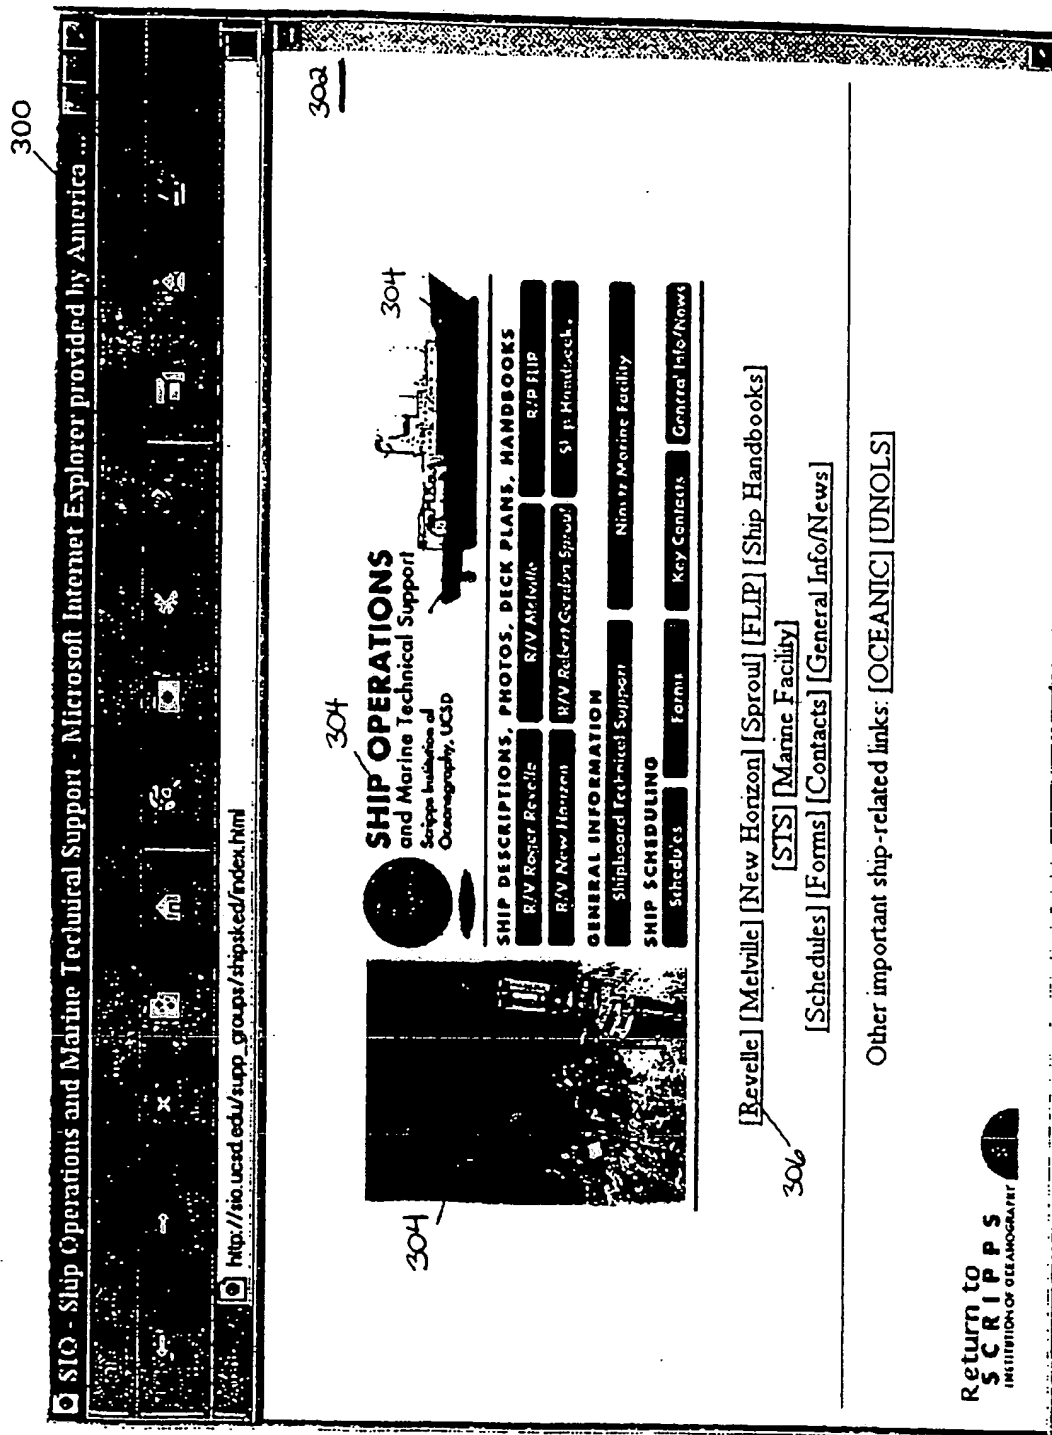 300
SIO - Ship Operations and Marine Technical Support - Microsoft Internet Explorer provided by America ...
http://sio.ucsd.edu/supp_groups/shipsked/index.html
302
304
SHIP OPERATIONS
and Marine Technical Support
Scripps Institution of
Oceanography, UCSD
304
304
SHIP DESCRIPTIONS, PHOTOS, DECK PLANS, HANDBOOKS
R/V Roger Revelle R/V Melville R/P FLIP
R/V New Horizon R/V Robert Gordon Sproul Ship Handbook
GENERAL INFORMATION
Shipboard Technical Support Nimitz Marine Facility
SHIP SCHEDULING
Schedules Forms Key Contacts General Info/News
[Revelle] [Melville] [New Horizon] [Sproul] [FLIP] [Ship Handbooks]
306
[STS] [Marine Facility]
[Schedules] [Forms] [Contacts] [General Info/News]
Other important ship-related links: [OCEANIC] [UNOLS]
Return to
SCRIPPS
INSTITUTION OF OCEANOGRAPHY